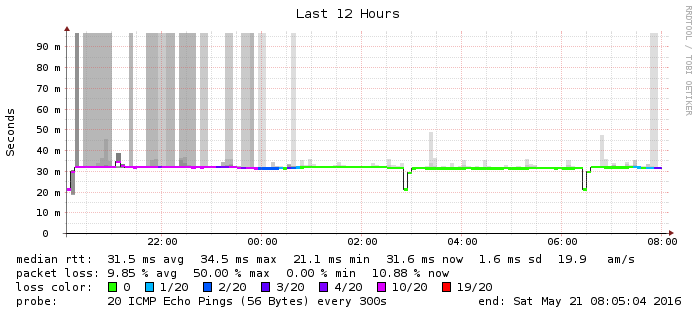 Last 12 Hours
RRDTOOL / TOBI OETIKER
Seconds
90 m
80 m
70 m
60 m
50 m
40 m
30 m
20 m
10 m
0
22:00 00:00 02:00 04:00 06:00 08:00
median rtt: 31.5 ms avg 34.5 ms max 21.1 ms min 31.6 ms now 1.6 ms sd 19.9 am/s
packet loss: 9.85 % avg 50.00 % max 0.00 % min 10.88 % now
loss color: 0 1/20 2/20 3/20 4/20 10/20 19/20
probe: 20 ICMP Echo Pings (56 Bytes) every 300s end: Sat May 21 08:05:04 2016